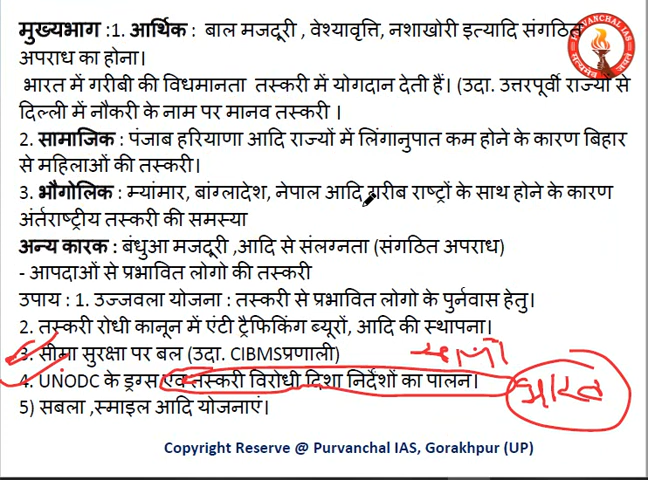 मुख्यभाग :1. आर्थिक : बाल मजदूरी , वेश्यावृत्ति, नशाखोरी इत्यादि संगठित
अपराध का होना।
भारत में गरीबी की विधमानता तस्करी में योगदान देती हैं। (उदा. उत्तरपूर्वी राज्यों से
दिल्ली में नौकरी के नाम पर मानव तस्करी ।
2. सामाजिक : पंजाब हरियाणा आदि राज्यों में लिंगानुपात कम होने के कारण बिहार
से महिलाओं की तस्करी।
3. भौगोलिक : म्यांमार, बांग्लादेश, नेपाल आदि गरीब राष्ट्रों के साथ होने के कारण
अंर्तराष्ट्रीय तस्करी की समस्या
अन्य कारक : बंधुआ मजदूरी ,आदि से संलग्नता (संगठित अपराध)
- आपदाओं से प्रभावित लोगो की तस्करी
उपाय : 1. उज्जवला योजना : तस्करी से प्रभावित लोगो के पुर्नवास हेतु।
2. तस्करी रोधी कानून में एंटी ट्रैफिकिंग ब्यूरों, आदि की स्थापना।
3. सीमा सुरक्षा पर बल (उदा. CIBMSप्रणाली)
4. UNODC के ड्रग्स एवं तस्करी विरोधी दिशा निर्देशों का पालन।
भारत
5) सबला ,स्माइल आदि योजनाएं।
Copyright Reserve @ Purvanchal IAS, Gorakhpur (UP)
PURVANCHAL IAS